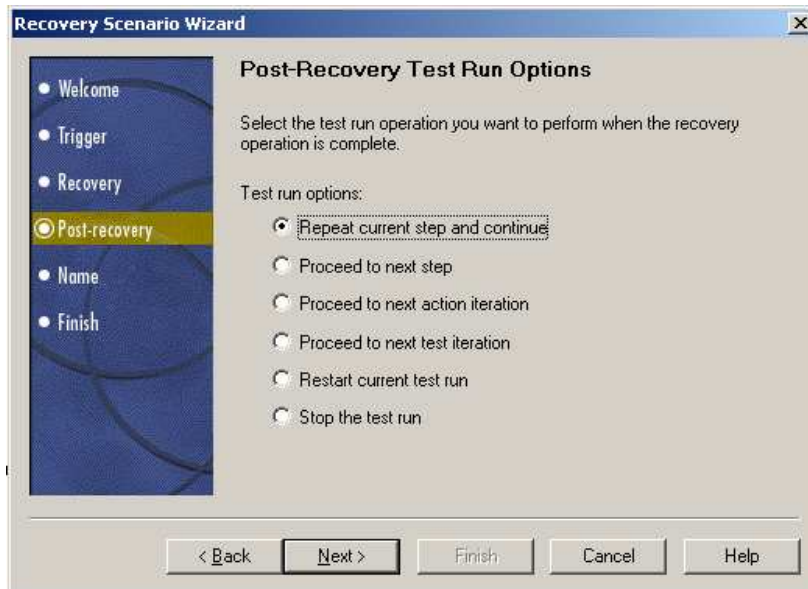 Recovery Scenario Wizard
Welcome
Trigger
Recovery
Post-recovery
Name
Finish
Post-Recovery Test Run Options
Select the test run operation you want to perform when the recovery
operation is complete.
Test run options:
Repeat current step and continue
Proceed to next step
Proceed to next action iteration
Proceed to next test iteration
Restart current test run
Stop the test run
< Back
Next >
Finish
Cancel
Help